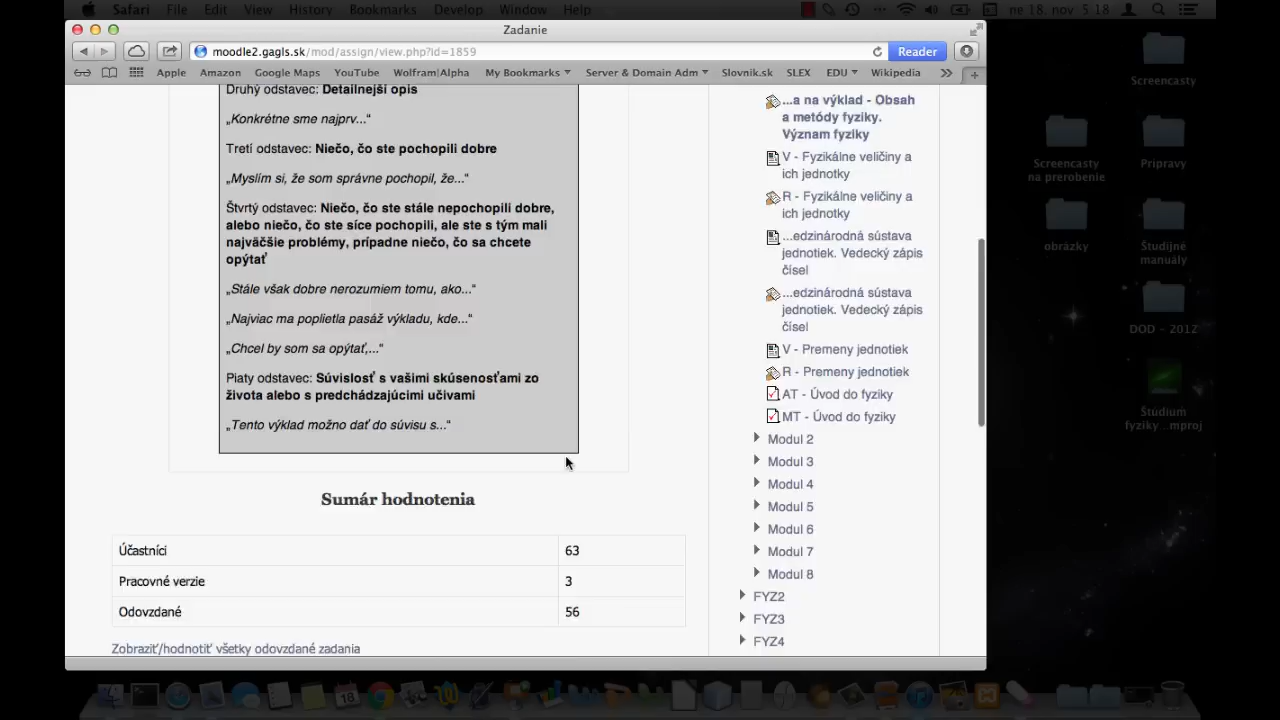 Safari File Edit View History Bookmarks Develop Window Help
ne 18. nov 5 18
Zadanie
moodle2.gagls.sk/mod/assign/view.php?id=1859
Reader
Apple Amazon Google Maps YouTube Wolfram|Alpha My Bookmarks Server & Domain Adm Slovnik.sk SLEX EDU Wikipedia
Druhý odstavec: Detailnejší opis
„Konkrétne sme najprv...“
Tretí odstavec: Niečo, čo ste pochopili dobre
„Myslím si, že som správne pochopil, že...“
Štvrtý odstavec: Niečo, čo ste stále nepochopili dobre,
alebo niečo, čo ste síce pochopili, ale ste s tým mali
najväčšie problémy, prípadne niečo, čo sa chcete
opýtať
„Stále však dobre nerozumiem tomu, ako...“
„Najviac ma poplietla pasáž výkladu, kde...“
„Chcel by som sa opýtať,...“
Piaty odstavec: Súvislosť s vašimi skúsenosťami zo
života alebo s predchádzajúcimi učivami
„Tento výklad možno dať do súvisu s...“
Sumár hodnotenia
Účastníci 63
Pracovné verzie 3
Odovzdané 56
Zobraziť/hodnotiť všetky odovzdané zadania
...a na výklad - Obsah
a metódy fyziky.
Význam fyziky
V - Fyzikálne veličiny a
ich jednotky
R - Fyzikálne veličiny a
ich jednotky
...edzinárodná sústava
jednotiek. Vedecký zápis
čísel
...edzinárodná sústava
jednotiek. Vedecký zápis
čísel
V - Premeny jednotiek
R - Premeny jednotiek
AT - Úvod do fyziky
MT - Úvod do fyziky
Modul 2
Modul 3
Modul 4
Modul 5
Modul 6
Modul 7
Modul 8
FYZ2
FYZ3
FYZ4
Screencasty
Screencasty
na prerobenie
Prípravy
obrázky
Študijné
manuály
DOD - 2012
Štúdium
fyziky ...mproj
18